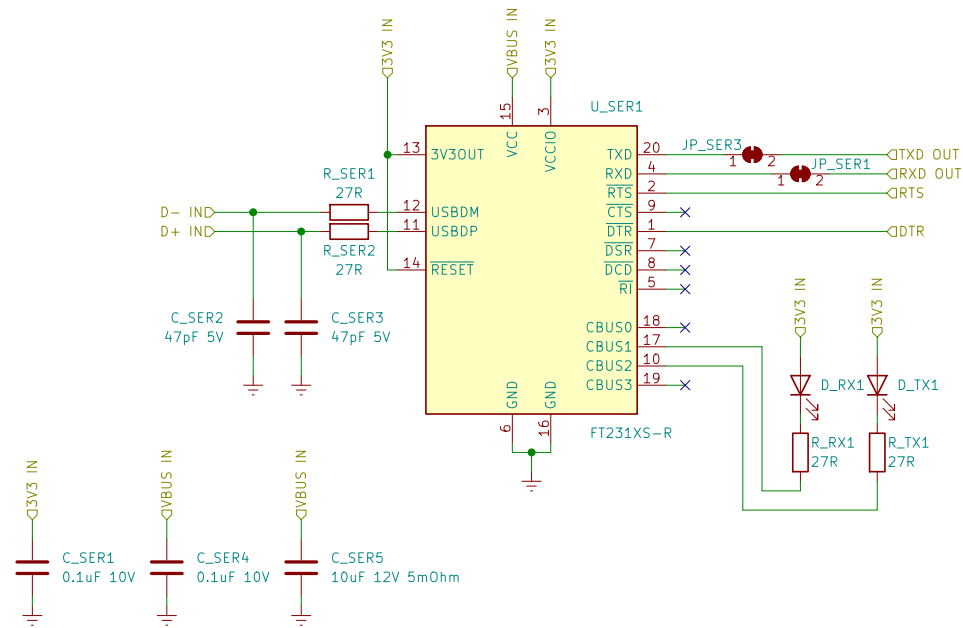 3V3 IN
VBUS IN
3V3 IN
U_SER1
15
3
VCC
VCCIO
13
3V3OUT
TXD
20
JP_SER3
1
2
TXD OUT
RXD
4
JP_SER1
1
2
RXD OUT
R_SER1
27R
RTS
2
RTS
D- IN
12
USBDM
CTS
9
D+ IN
11
USBDP
DTR
1
DTR
R_SER2
27R
DSR
7
14
RESET
DCD
8
RI
5
3V3 IN
3V3 IN
C_SER2
47pF 5V
C_SER3
47pF 5V
CBUS0
18
CBUS1
17
CBUS2
10
CBUS3
19
D_RX1
D_TX1
GND
GND
6
16
FT231XS-R
R_RX1
27R
R_TX1
27R
3V3 IN
VBUS IN
VBUS IN
C_SER1
0.1uF 10V
C_SER4
0.1uF 10V
C_SER5
10uF 12V 5mOhm